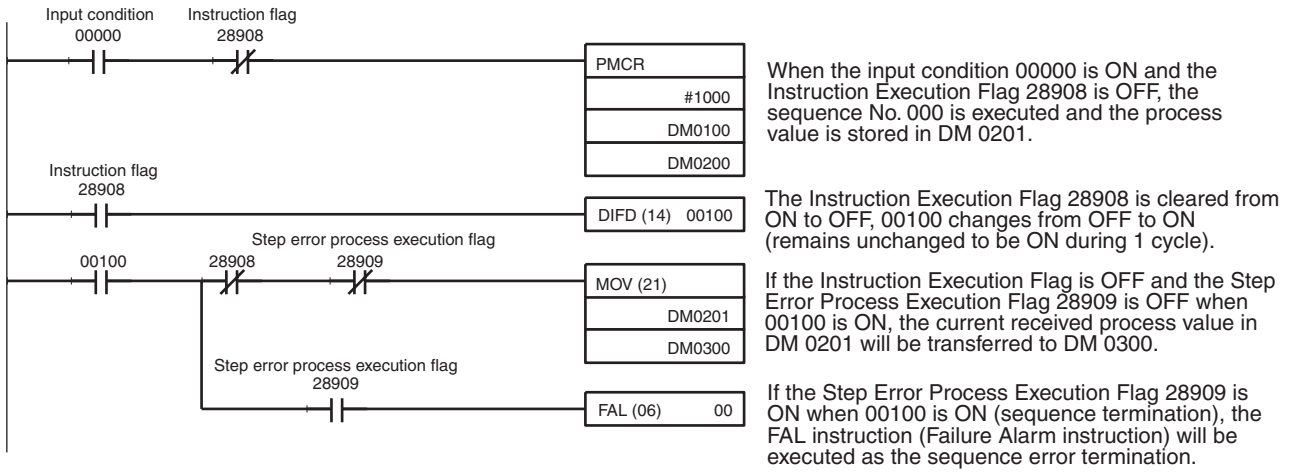 Input condition
00000
Instruction flag
28908
PMCR
#1000
DM0100
DM0200
When the input condition 00000 is ON and the
Instruction Execution Flag 28908 is OFF, the
sequence No. 000 is executed and the process
value is stored in DM 0201.
Instruction flag
28908
DIFD (14) 00100
The Instruction Execution Flag 28908 is cleared from
ON to OFF, 00100 changes from OFF to ON
(remains unchanged to be ON during 1 cycle).
Step error process execution flag
00100
28908
28909
MOV (21)
DM0201
DM0300
If the Instruction Execution Flag is OFF and the Step
Error Process Execution Flag 28909 is OFF when
00100 is ON, the current received process value in
DM 0201 will be transferred to DM 0300.
Step error process execution flag
28909
FAL (06) 00
If the Step Error Process Execution Flag 28909 is
ON when 00100 is ON (sequence termination), the
FAL instruction (Failure Alarm instruction) will be
executed as the sequence error termination.